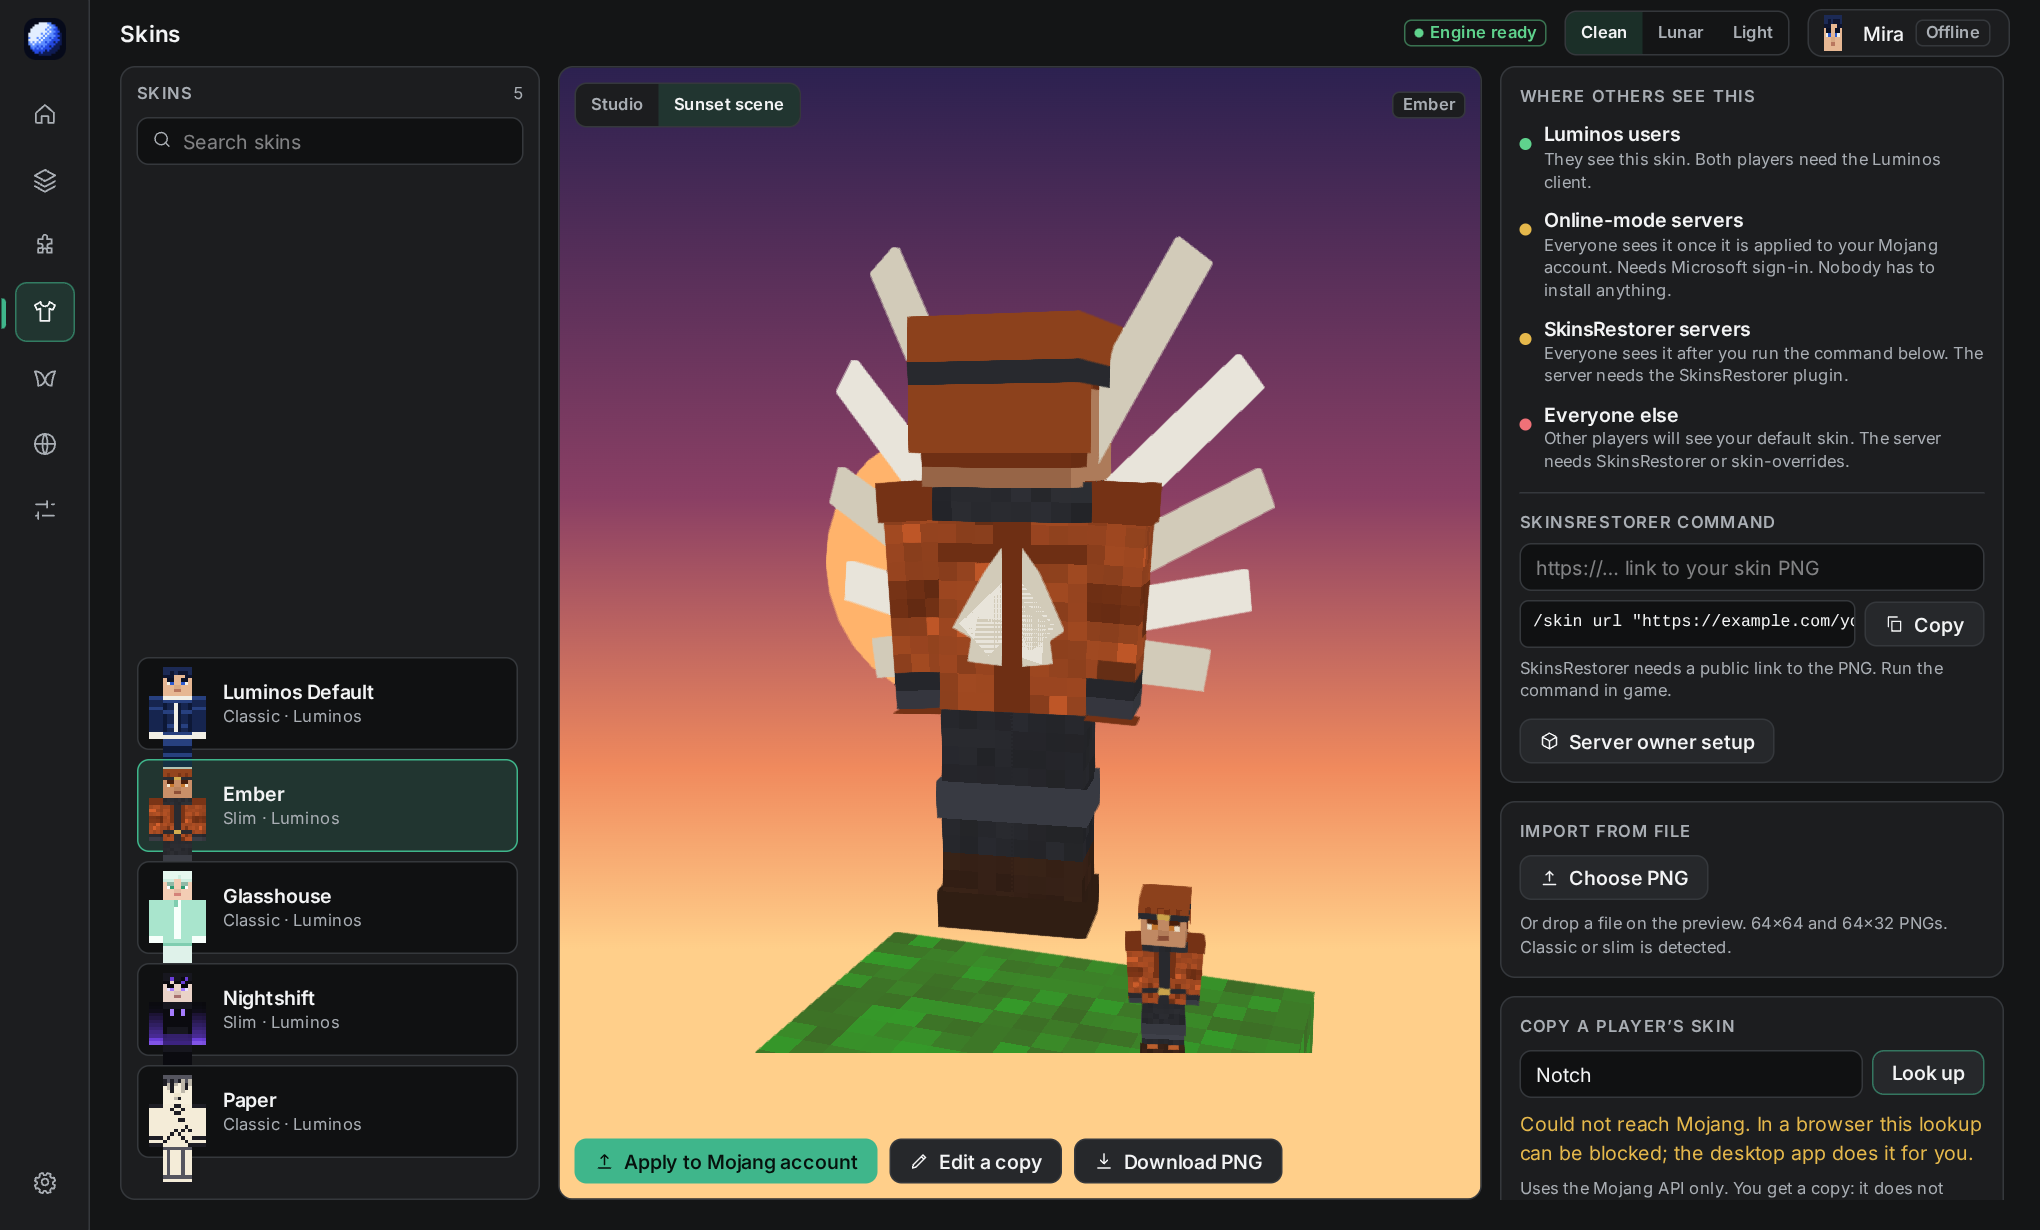 Skins
Engine ready
Clean
Lunar
Light
Mira
Offline
SKINS
5
Search skins
Luminos Default
Classic · Luminos
Ember
Slim · Luminos
Glasshouse
Classic · Luminos
Nightshift
Slim · Luminos
Paper
Classic · Luminos
Studio
Sunset scene
Ember
Apply to Mojang account
Edit a copy
Download PNG
WHERE OTHERS SEE THIS
Luminos users
They see this skin. Both players need the Luminos
client.
Online-mode servers
Everyone sees it once it is applied to your Mojang
account. Needs Microsoft sign-in. Nobody has to
install anything.
SkinsRestorer servers
Everyone sees it after you run the command below. The
server needs the SkinsRestorer plugin.
Everyone else
Other players will see your default skin. The server
needs SkinsRestorer or skin-overrides.
SKINSRESTORER COMMAND
https://... link to your skin PNG
/skin url "https://example.com/yo
Copy
SkinsRestorer needs a public link to the PNG. Run the
command in game.
Server owner setup
IMPORT FROM FILE
Choose PNG
Or drop a file on the preview. 64×64 and 64×32 PNGs.
Classic or slim is detected.
COPY A PLAYER’S SKIN
Notch
Look up
Could not reach Mojang. In a browser this lookup
can be blocked; the desktop app does it for you.
Uses the Mojang API only. You get a copy: it does not